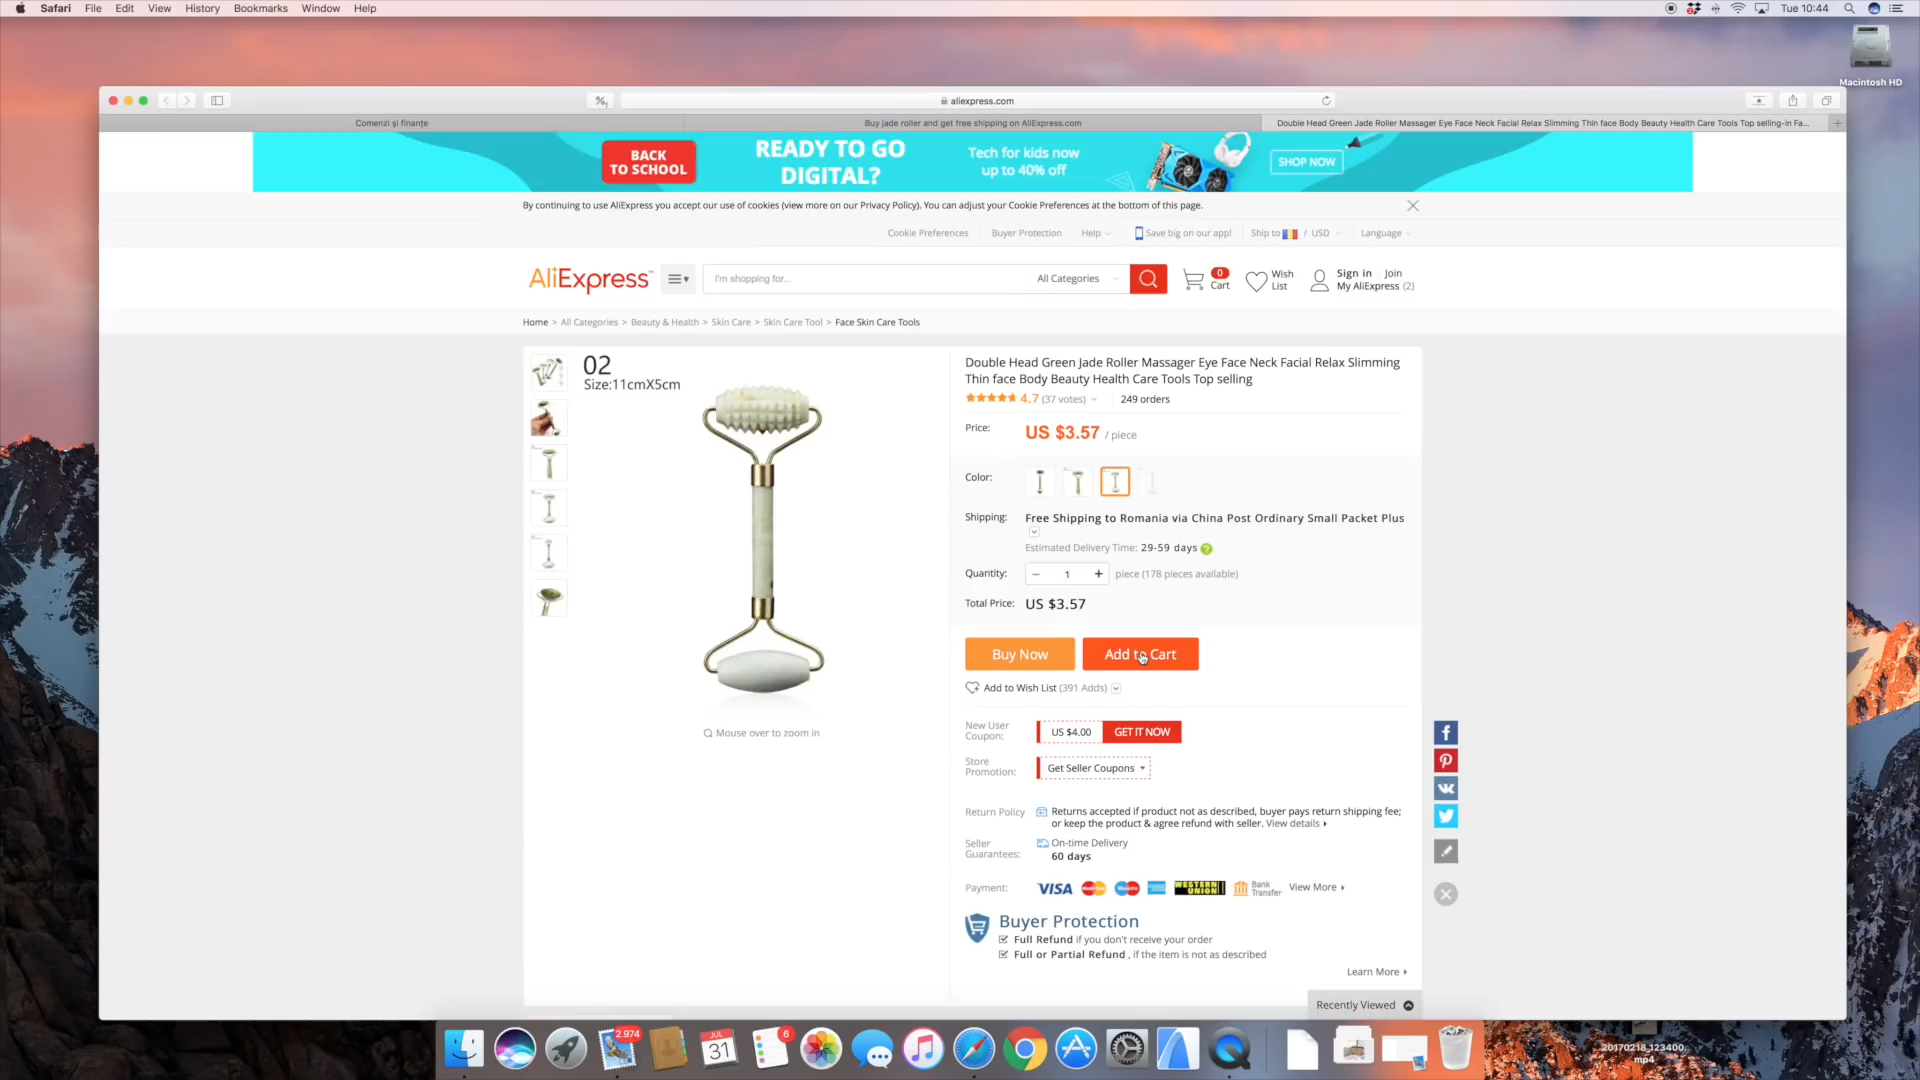 Safari File Edit View History Bookmarks Window Help
Tue 10:44
Macintosh HD
aliexpress.com
Comenzi și finanțe
Buy jade roller and get free shipping on AliExpress.com
Double Head Green Jade Roller Massager Eye Face Neck Facial Relax Slimming Thin face Body Beauty Health Care Tools Top selling-in Fa...
BACK
TO SCHOOL
READY TO GO
DIGITAL?
Tech for kids now
up to 40% off
SHOP NOW
By continuing to use AliExpress you accept our use of cookies (view more on our Privacy Policy). You can adjust your Cookie Preferences at the bottom of this page.
Cookie Preferences Buyer Protection Help Save big on our app! Ship to / USD Language
AliExpress™
I'm shopping for...
All Categories
0
Cart
Wish
List
Sign in Join
My AliExpress (2)
Home > All Categories > Beauty & Health > Skin Care > Skin Care Tool > Face Skin Care Tools
02
Size:11cmX5cm
Mouse over to zoom in
Double Head Green Jade Roller Massager Eye Face Neck Facial Relax Slimming
Thin face Body Beauty Health Care Tools Top selling
4.7 (37 votes) 249 orders
Price: US $3.57 / piece
Color:
Shipping: Free Shipping to Romania via China Post Ordinary Small Packet Plus
Estimated Delivery Time: 29-59 days ?
Quantity: − 1 + piece (178 pieces available)
Total Price: US $3.57
Buy Now
Add to Cart
Add to Wish List (391 Adds)
New User
Coupon:
US $4.00
GET IT NOW
Store
Promotion:
Get Seller Coupons
Return Policy
Returns accepted if product not as described, buyer pays return shipping fee;
or keep the product & agree refund with seller. View details
Seller
Guarantees:
On-time Delivery
60 days
Payment:
VISA
WESTERN
UNION
Bank
Transfer
View More
Buyer Protection
Full Refund if you don't receive your order
Full or Partial Refund , if the item is not as described
Learn More
Recently Viewed
2.974
JUL
31
6
20170218_123400.
mp4